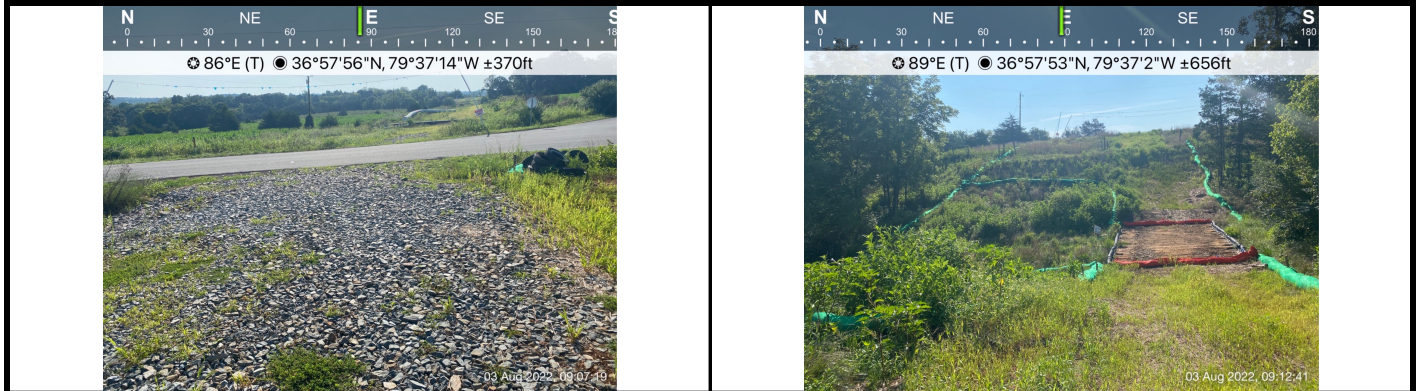 N NE E SE S
0 30 60 90 120 150 18
86°E (T) 36°57'56"N, 79°37'14"W ±370ft
03 Aug 2022, 09:07:19
N NE E SE S
0 30 60 0 120 150 180
89°E (T) 36°57'53"N, 79°37'2"W ±656ft
03 Aug 2022, 09:12:41